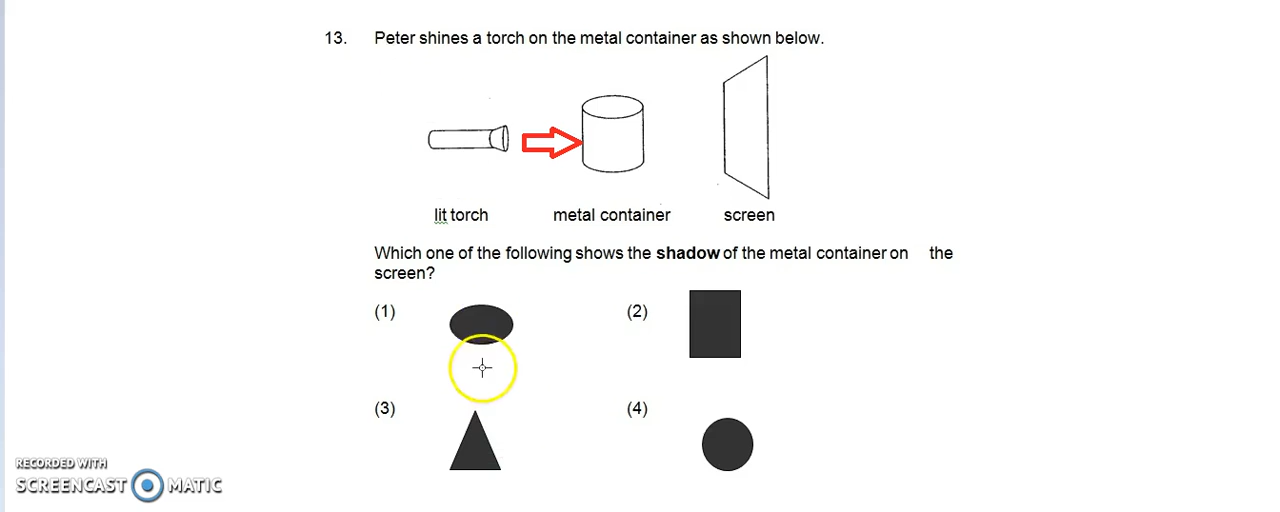 13. Peter shines a torch on the metal container as shown below.
lit torch metal container screen
Which one of the following shows the shadow of the metal container on the
screen?
(1) (2)
(3) (4)
RECORDED WITH
SCREENCAST MATIC